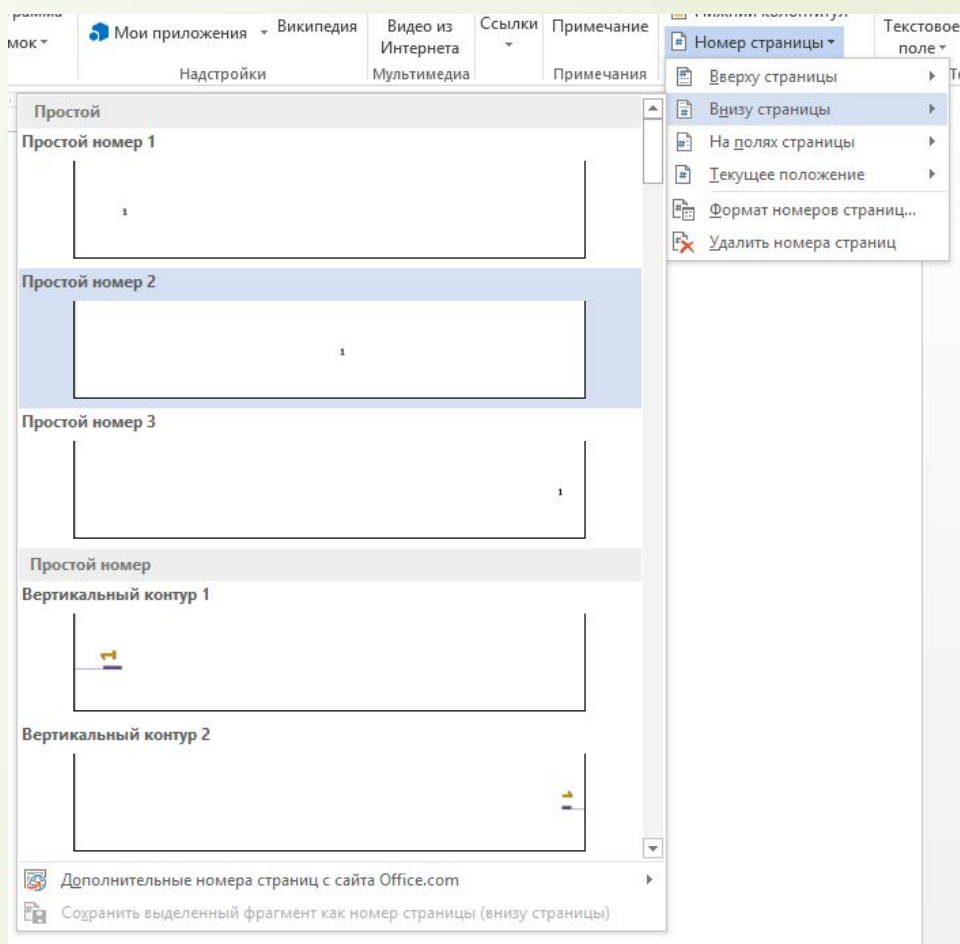 мок
Мои приложения
Википедия
Видео из
Интернета
Ссылки
Примечание
Номер страницы
Текстовое
поле
Надстройки
Мультимедиа
Примечания
Вверху страницы
Внизу страницы
На полях страницы
Текущее положение
Формат номеров страниц...
Удалить номера страниц
Простой
Простой номер 1
1
Простой номер 2
1
Простой номер 3
1
Простой номер
Вертикальный контур 1
1
Вертикальный контур 2
1
Дополнительные номера страниц с сайта Office.com
Сохранить выделенный фрагмент как номер страницы (внизу страницы)